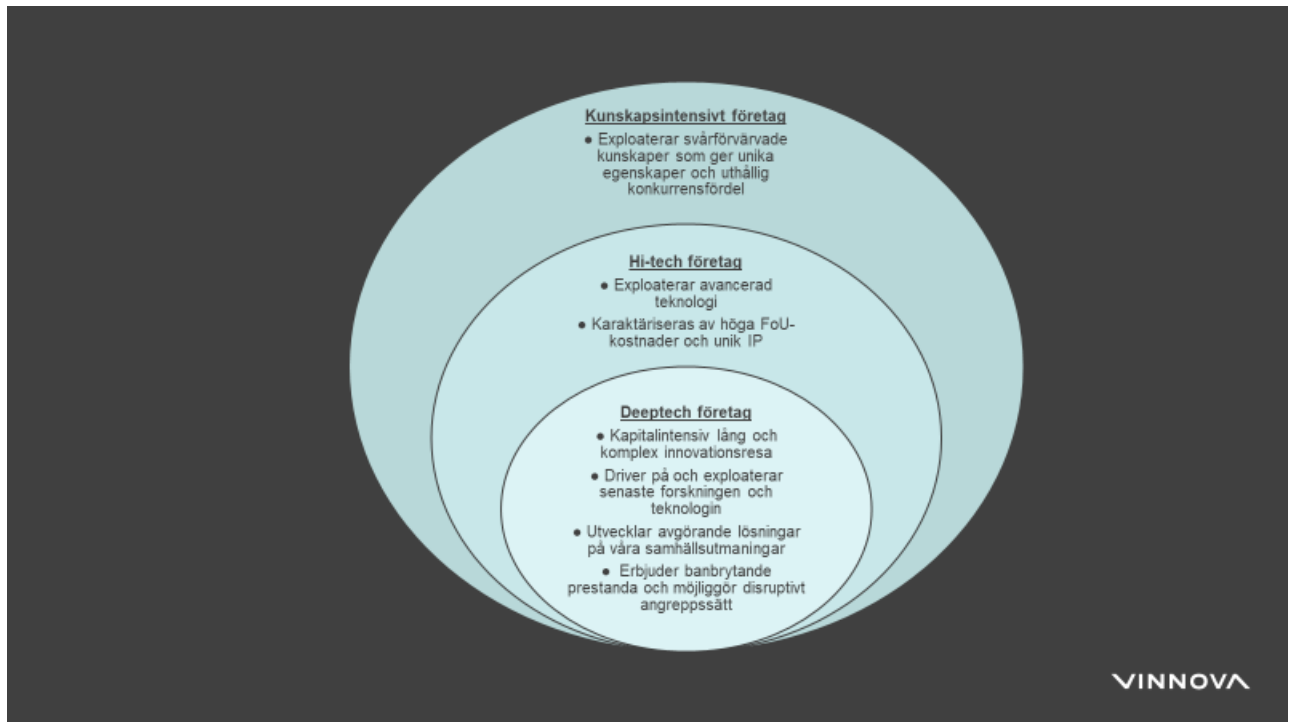 Kunskapsintensivt företag
● Exploaterar svårförvärvade
kunskaper som ger unika
egenskaper och uthållig
konkurrensfördel
Hi-tech företag
● Exploaterar avancerad
teknologi
● Karaktäriseras av höga FoU-
kostnader och unik IP
Deeptech företag
● Kapitalintensiv lång och
komplex innovationsresa
● Driver på och exploaterar
senaste forskningen och
teknologin
● Utvecklar avgörande lösningar
på våra samhällsutmaningar
● Erbjuder banbrytande
prestanda och möjliggör disruptivt
angreppssätt
VINNOVA